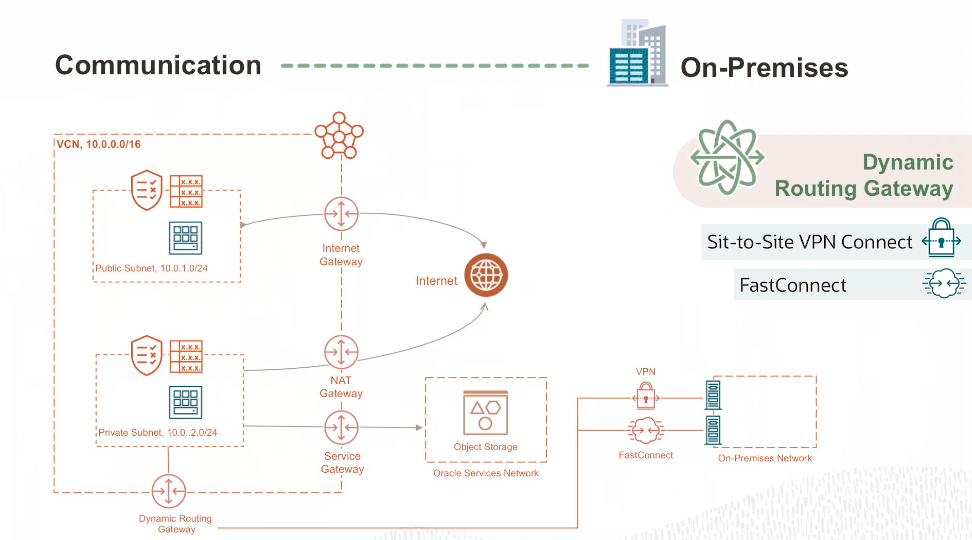 Communication
On-Premises
VCN, 10.0.0.0/16
Dynamic
Routing Gateway
x.x.x.
x.x.x.
x.x.x.
Sit-to-Site VPN Connect
Internet
Gateway
Public Subnet, 10.0.1.0/24
Internet
FastConnect
x.x.x.
x.x.x.
x.x.x.
NAT
Gateway
VPN
Private Subnet, 10.0..2.0/24
Object Storage
Service
Gateway
Oracle Services Network
FastConnect
On-Premises Network
Dynamic Routing
Gateway